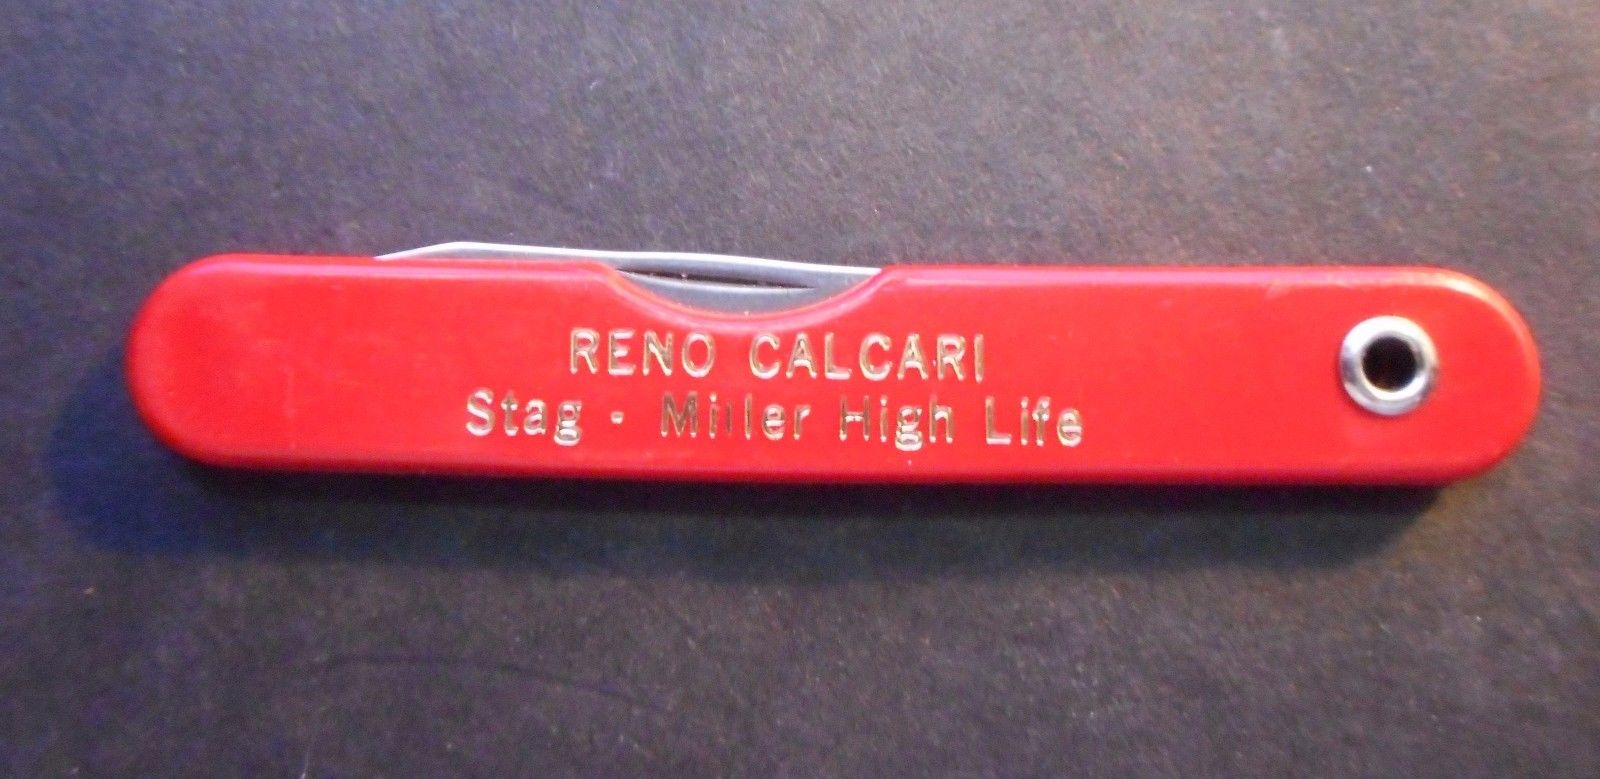 RENO CALCARI
Stag - Miller High Life